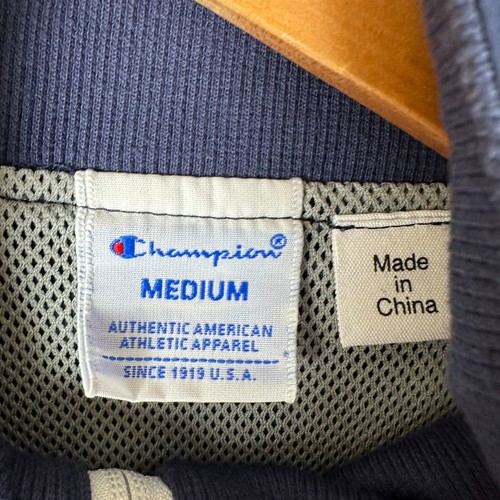 Champion®
MEDIUM
AUTHENTIC AMERICAN
ATHLETIC APPAREL
SINCE 1919 U.S.A.
Made
in
China